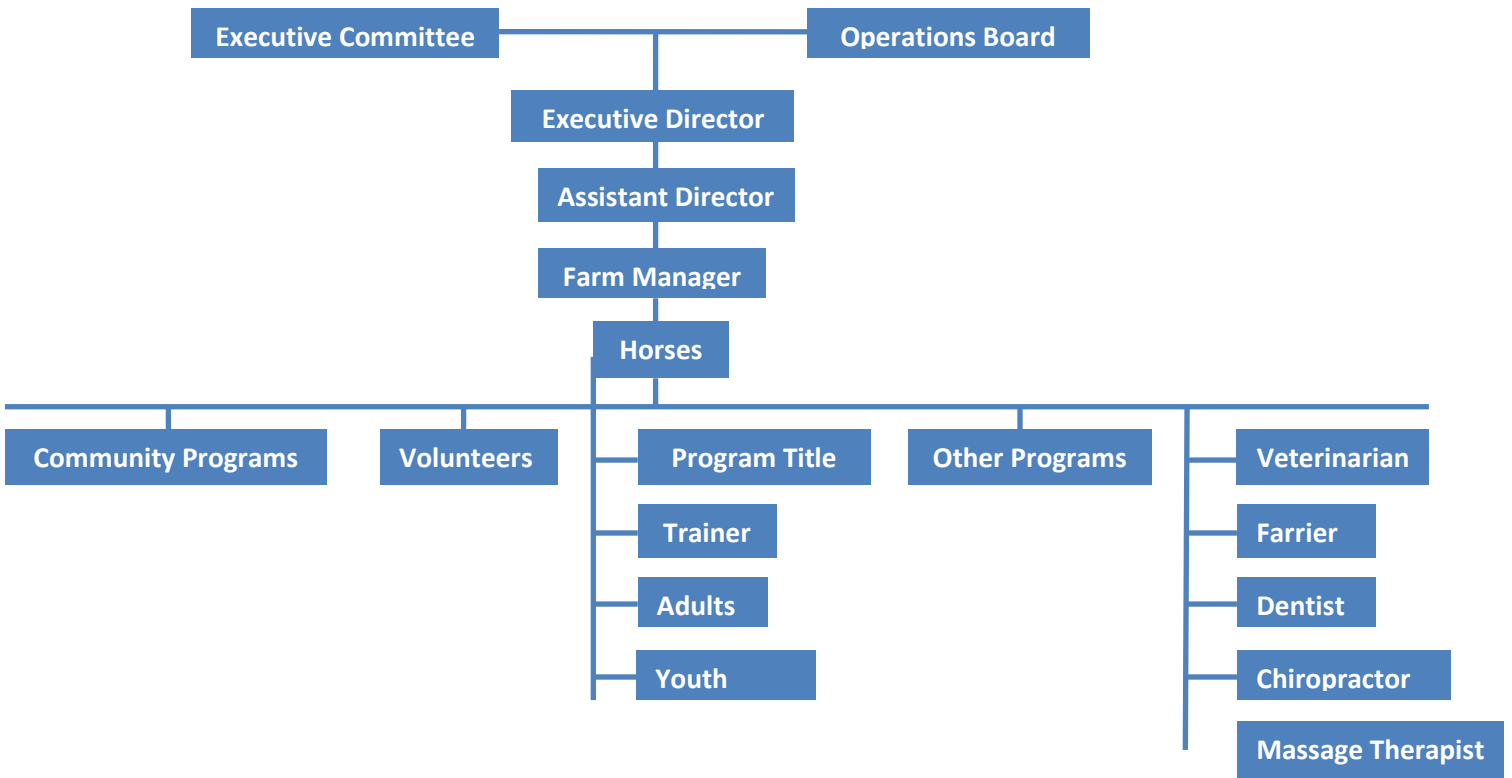 Executive Committee
Operations Board
Executive Director
Assistant Director
Farm Manager
Horses
Community Programs
Volunteers
Program Title
Other Programs
Veterinarian
Trainer
Farrier
Adults
Dentist
Youth
Chiropractor
Massage Therapist